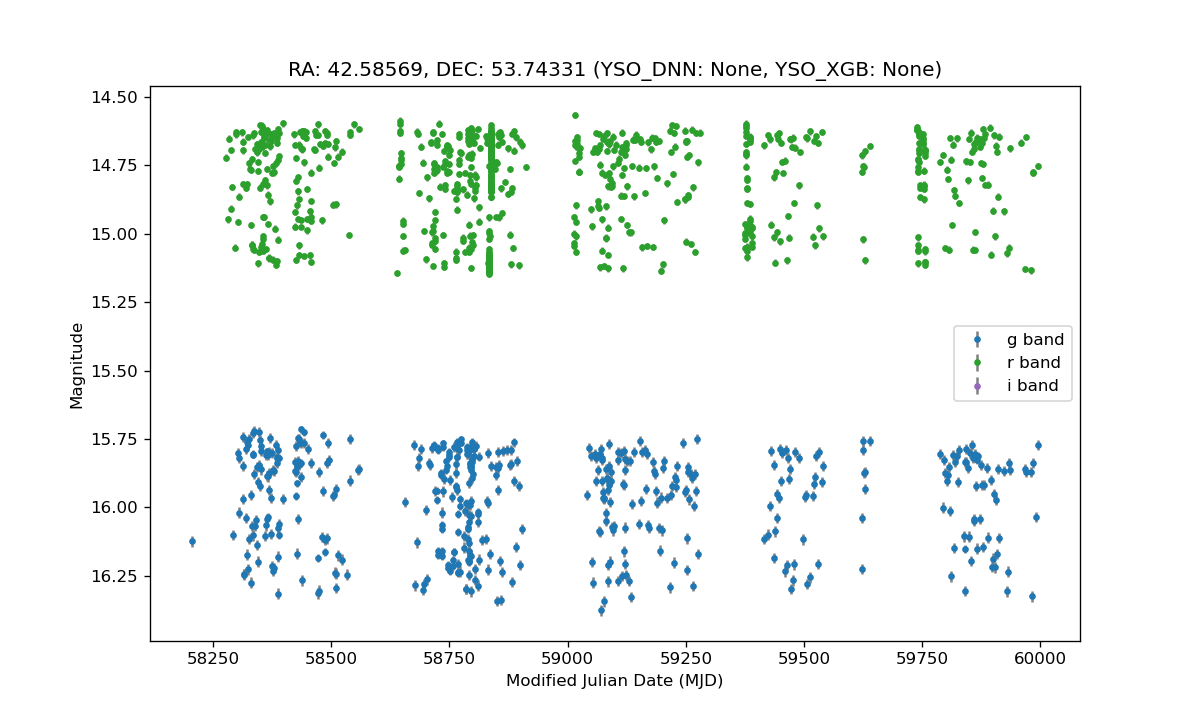 RA: 42.58569, DEC: 53.74331 (YSO_DNN: None, YSO_XGB: None)
14.50
14.75
15.00
15.25
15.50
15.75
16.00
16.25
Magnitude
g band
r band
i band
58250 58500 58750 59000 59250 59500 59750 60000
Modified Julian Date (MJD)